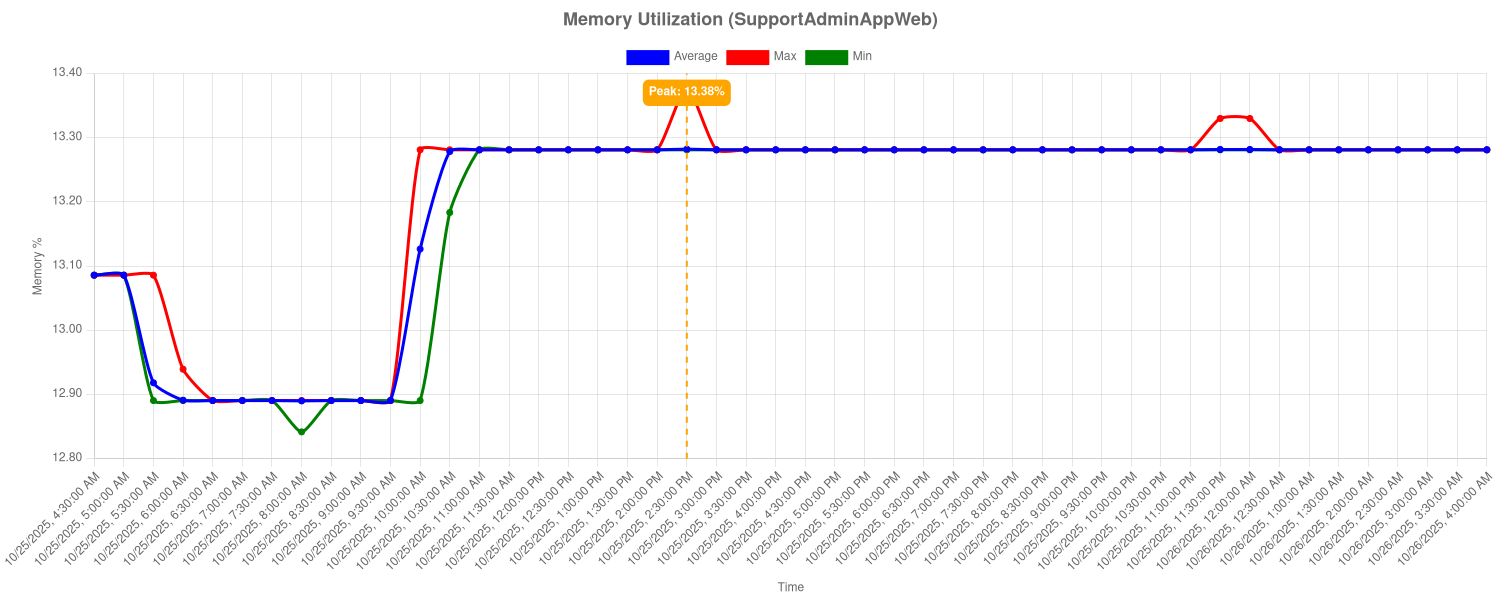 Memory Utilization (SupportAdminAppWeb)
Average Max Min
13.40
Peak: 13.38%
13.30
13.20
13.10
Memory %
13.00
12.90
12.80
10/25/2025, 4:30:00 AM
10/25/2025, 5:00:00 AM
10/25/2025, 5:30:00 AM
10/25/2025, 6:00:00 AM
10/25/2025, 6:30:00 AM
10/25/2025, 7:00:00 AM
10/25/2025, 7:30:00 AM
10/25/2025, 8:00:00 AM
10/25/2025, 8:30:00 AM
10/25/2025, 9:00:00 AM
10/25/2025, 9:30:00 AM
10/25/2025, 10:00:00 AM
10/25/2025, 10:30:00 AM
10/25/2025, 11:00:00 AM
10/25/2025, 11:30:00 AM
10/25/2025, 12:00:00 PM
10/25/2025, 12:30:00 PM
10/25/2025, 1:00:00 PM
10/25/2025, 1:30:00 PM
10/25/2025, 2:00:00 PM
10/25/2025, 2:30:00 PM
10/25/2025, 3:00:00 PM
10/25/2025, 3:30:00 PM
10/25/2025, 4:00:00 PM
10/25/2025, 4:30:00 PM
10/25/2025, 5:00:00 PM
10/25/2025, 5:30:00 PM
10/25/2025, 6:00:00 PM
10/25/2025, 6:30:00 PM
10/25/2025, 7:00:00 PM
10/25/2025, 7:30:00 PM
10/25/2025, 8:00:00 PM
10/25/2025, 8:30:00 PM
10/25/2025, 9:00:00 PM
10/25/2025, 9:30:00 PM
10/25/2025, 10:00:00 PM
10/25/2025, 10:30:00 PM
10/25/2025, 11:00:00 PM
10/25/2025, 11:30:00 PM
10/26/2025, 12:00:00 AM
10/26/2025, 12:30:00 AM
10/26/2025, 1:00:00 AM
10/26/2025, 1:30:00 AM
10/26/2025, 2:00:00 AM
10/26/2025, 2:30:00 AM
10/26/2025, 3:00:00 AM
10/26/2025, 3:30:00 AM
10/26/2025, 4:00:00 AM
Time